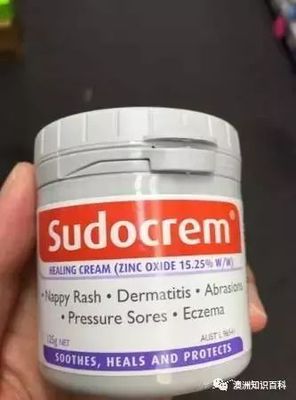 Sudocrem®
HEALING CREAM (ZINC OXIDE 15.25% W/W)
• Nappy Rash • Dermatitis • Abrasions
• Pressure Sores • Eczema
125g NET
AUST L
SOOTHES, HEALS AND PROTECTS
澳洲知识百科